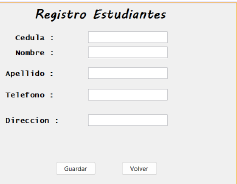 Registro Estudiantes
Cedula :
Nombre :
Apellido :
Telefono :
Direccion :
Guardar Volver